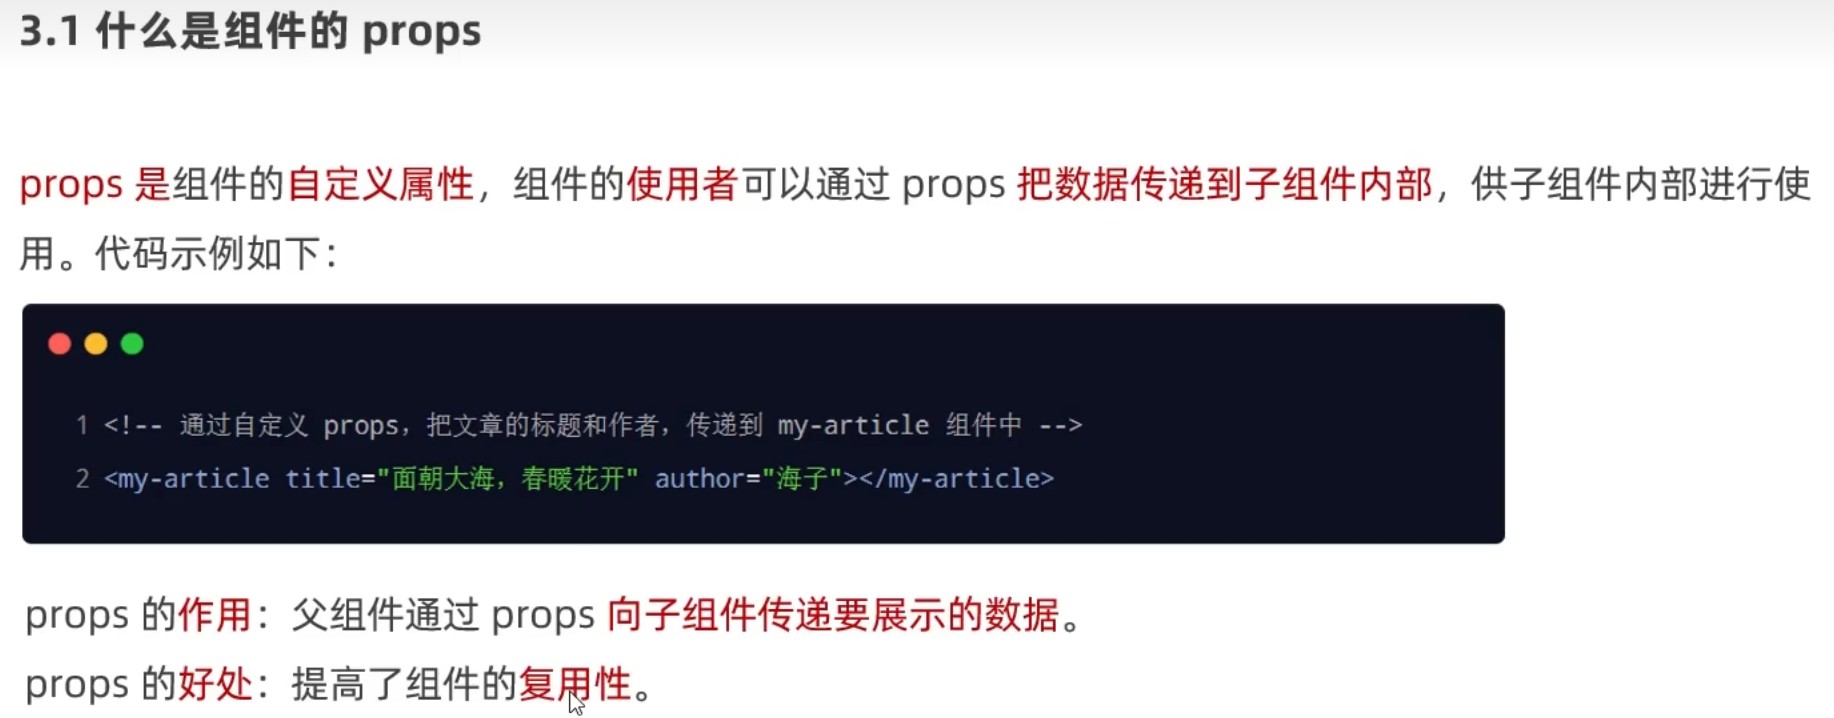 3.1 什么是组件的 props
props 是组件的自定义属性，组件的使用者可以通过 props 把数据传递到子组件内部，供子组件内部进行使
用。代码示例如下：
1 <!-- 通过自定义 props，把文章的标题和作者，传递到 my-article 组件中 -->
2 <my-article title="面朝大海，春暖花开" author="海子"></my-article>
props 的作用：父组件通过 props 向子组件传递要展示的数据。
props 的好处：提高了组件的复用性。